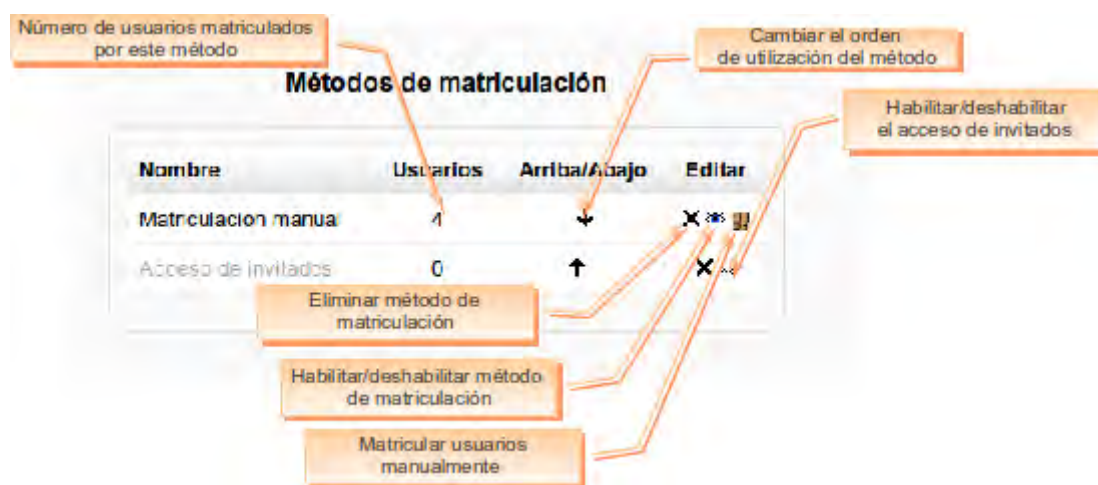 Número de usuarios matriculados
por este método
Cambiar el orden
de utilización del método
Métodos de matriculación
Habilitar/deshabilitar
el acceso de invitados
Nombre Usuarios Arriba/Abajo Editar
Matriculacion manual 4
Acceso de invitados 0
Eliminar método de
matriculación
Habilitar/deshabilitar método
de matriculación
Matricular usuarios
manualmente